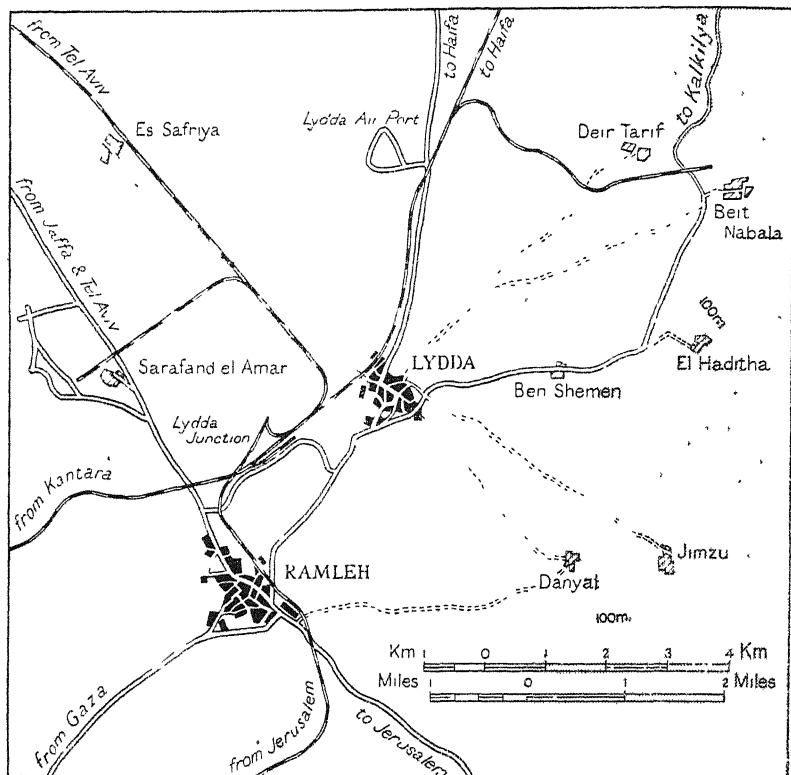 from Tel Aviv
to Haifa
to Haifa
to Kalkilya
Es Safriya
Lydda Air Port
Deir Tarif
Beit
Nabala
from Jaffa & Tel Aviv
100m
El Haditha
LYDDA
Sarafand el Amar
Ben Shemen
Lydda
Junction
from Kantara
RAMLEH
Danyal
Jimzu
100m.
Km 1 0 1 2 3 4 Km
Miles 1 0 1 2 Miles
from Gaza
from Jerusalem
to Jerusalem